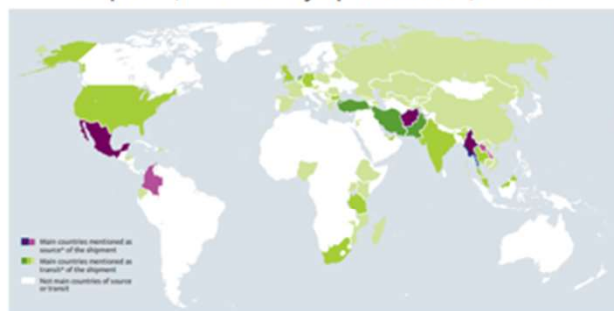 Main countries mentioned as
source* of the shipment
Main countries mentioned as
transit* of the shipment
Not main countries of source
or transit